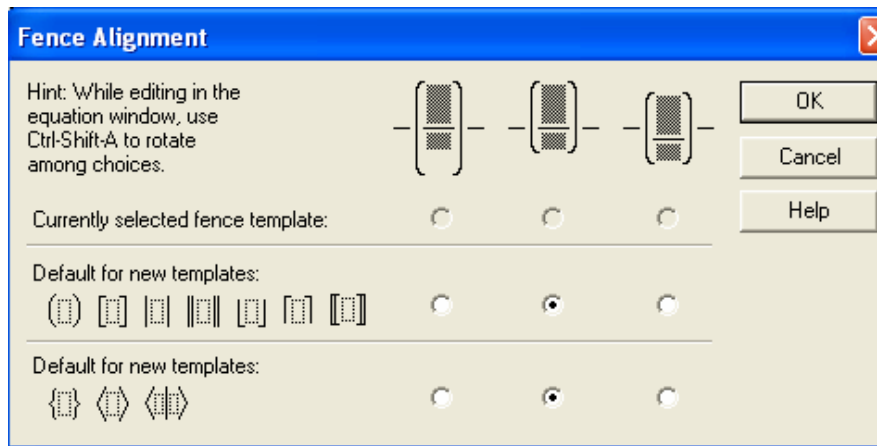 Fence Alignment
Hint: While editing in the
equation window, use
Ctrl-Shift-A to rotate
among choices.
OK
Cancel
Help
Currently selected fence template:
Default for new templates:
Default for new templates: